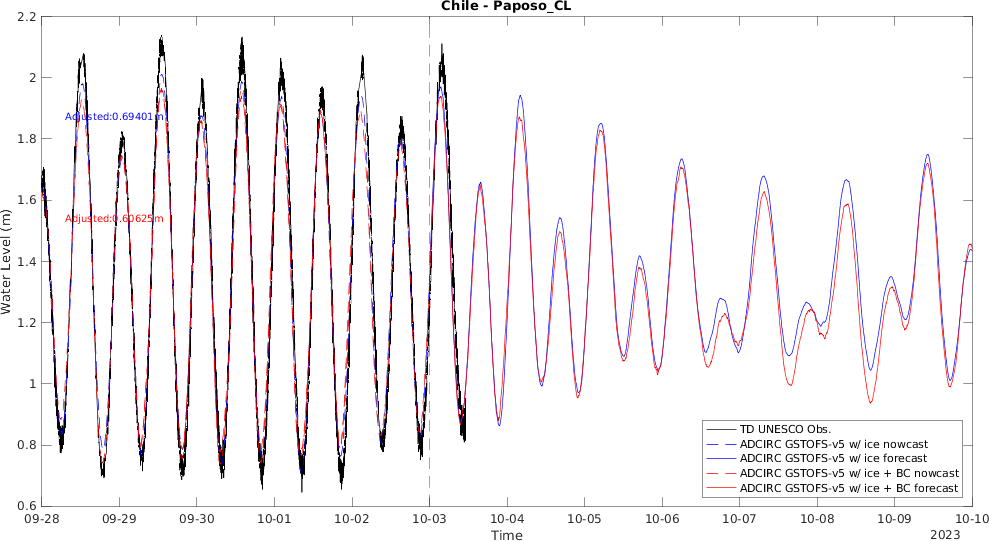 Chile - Paposo_CL
2.2
2
1.8
1.6
1.4
1.2
1
0.8
0.6
Water Level (m)
Adjusted:0.69401m
Adjusted:0.60625m
TD UNESCO Obs.
ADCIRC GSTOFS-v5 w/ ice nowcast
ADCIRC GSTOFS-v5 w/ ice forecast
ADCIRC GSTOFS-v5 w/ ice + BC nowcast
ADCIRC GSTOFS-v5 w/ ice + BC forecast
09-28 09-29 09-30 10-01 10-02 10-03 10-04 10-05 10-06 10-07 10-08 10-09 10-10
Time
2023